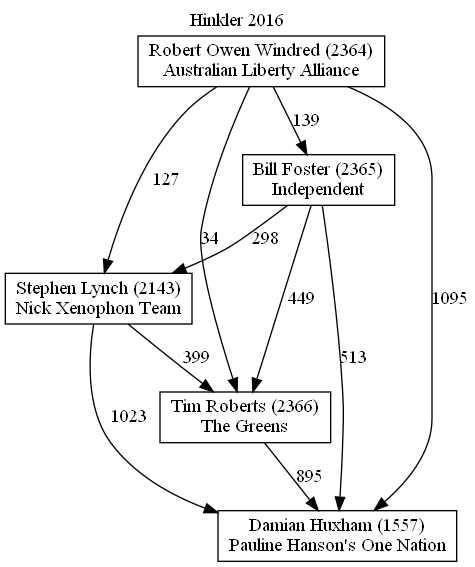 Hinkler 2016
Robert Owen Windred (2364)
Australian Liberty Alliance
139
Bill Foster (2365)
Independent
127
34
298
1095
Stephen Lynch (2143)
Nick Xenophon Team
449
513
399
1023
Tim Roberts (2366)
The Greens
895
Damian Huxham (1557)
Pauline Hanson's One Nation